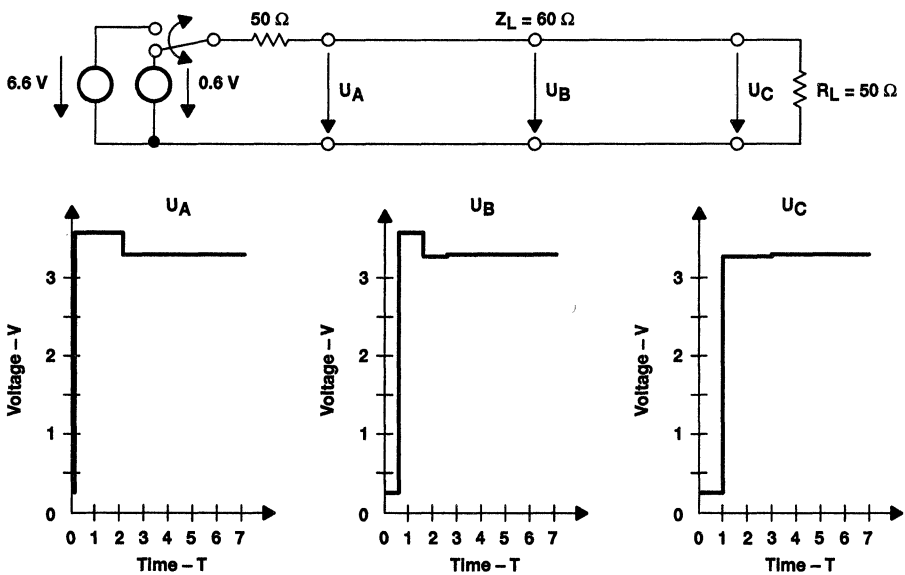 50 Ω
Z_L = 60 Ω
6.6 V
0.6 V
U_A
U_B
U_C
R_L = 50 Ω
U_A
U_B
U_C
Voltage – V
3
2
1
0
0 1 2 3 4 5 6 7
Time – T
Voltage – V
3
2
1
0
0 1 2 3 4 5 6 7
Time – T
Voltage – V
3
2
1
0
0 1 2 3 4 5 6 7
Time – T